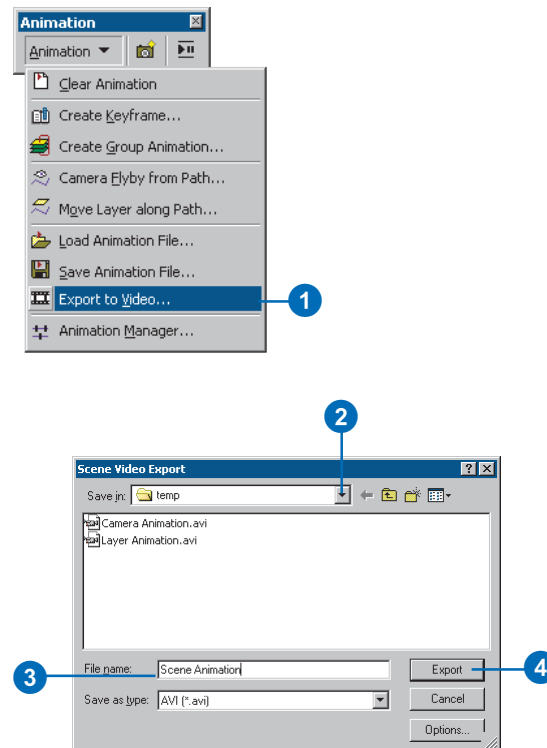 Animation
Animation
Clear Animation
Create Keyframe...
Create Group Animation...
Camera Flyby from Path...
Move Layer along Path...
Load Animation File...
Save Animation File...
Export to Video...
1
Animation Manager...
2
Scene Video Export
Save in: temp
Camera Animation.avi
Layer Animation.avi
3
File name: Scene Animation
Export
4
Save as type: AVI (*.avi)
Cancel
Options...